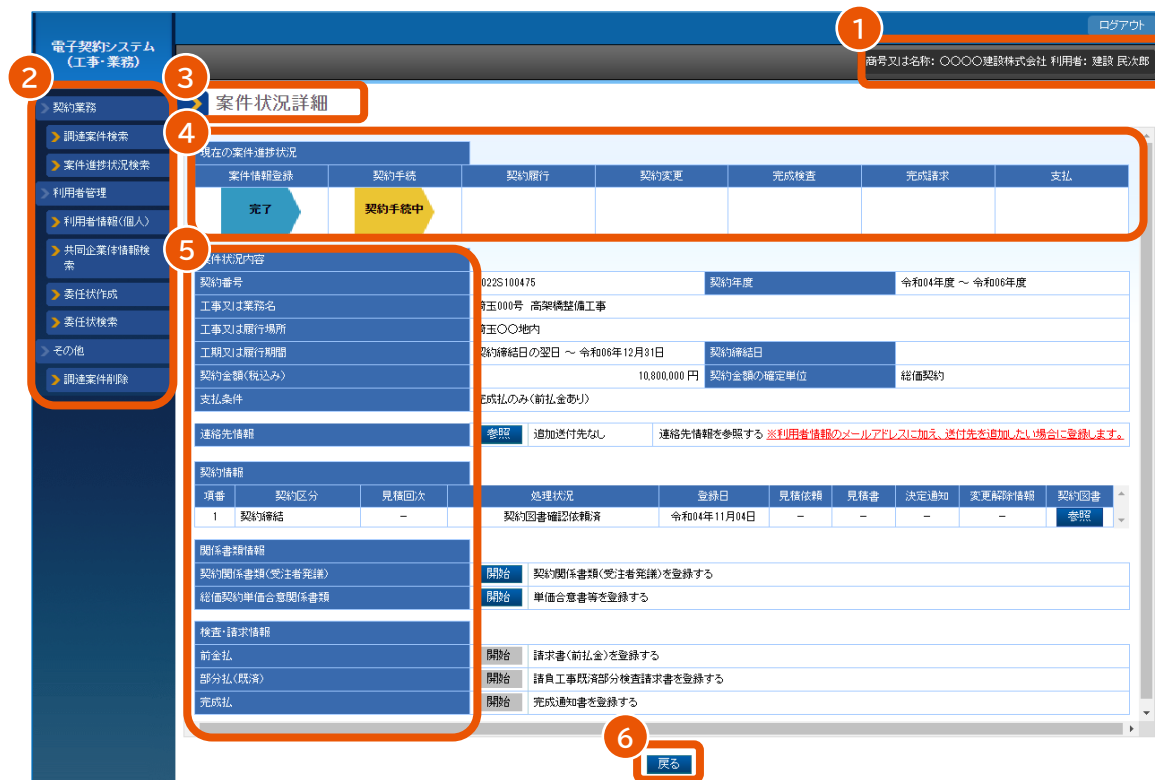 ログアウト
1
電子契約システム
(工事・業務)
商号又は名称: 〇〇〇〇建設株式会社 利用者: 建設 民次郎
2
3
契約業務
案件状況詳細
調達案件検索
4
案件進捗状況検索
現在の案件進捗状況
案件情報登録 契約手続 契約履行 契約変更 完成検査 完成請求 支払
利用者管理
完了 契約手続中
利用者情報(個人)
共同企業体情報検
索
5
件状況内容
契約番号 022S100475 契約年度 令和04年度 ~ 令和06年度
委任状作成
工事又は業務名 玉000号 高架橋整備工事
委任状検索
工事又は履行場所 玉〇〇地内
その他
工期又は履行期間 契約締結日の翌日 ~ 令和06年12月31日 契約締結日
調達案件削除
契約金額(税込み) 10,800,000 円 契約金額の確定単位 総価契約
支払条件 完成払のみ(前払金あり)
連絡先情報 参照 追加送付先なし 連絡先情報を参照する ※利用者情報のメールアドレスに加え、送付先を追加したい場合に登録します。
契約情報
項番 契約区分 見積回次 処理状況 登録日 見積依頼 見積書 決定通知 変更解除情報 契約図書
1 契約締結 - 契約図書確認依頼済 令和04年11月04日 - - - - 参照
関係書類情報
契約関係書類(受注者発議) 開始 契約関係書類(受注者発議)を登録する
総価契約単価合意関係書類 開始 単価合意書等を登録する
検査・請求情報
前金払 開始 請求書(前払金)を登録する
部分払(既済) 開始 請負工事既済部分検査請求書を登録する
完成払 開始 完成通知書を登録する
6
戻る